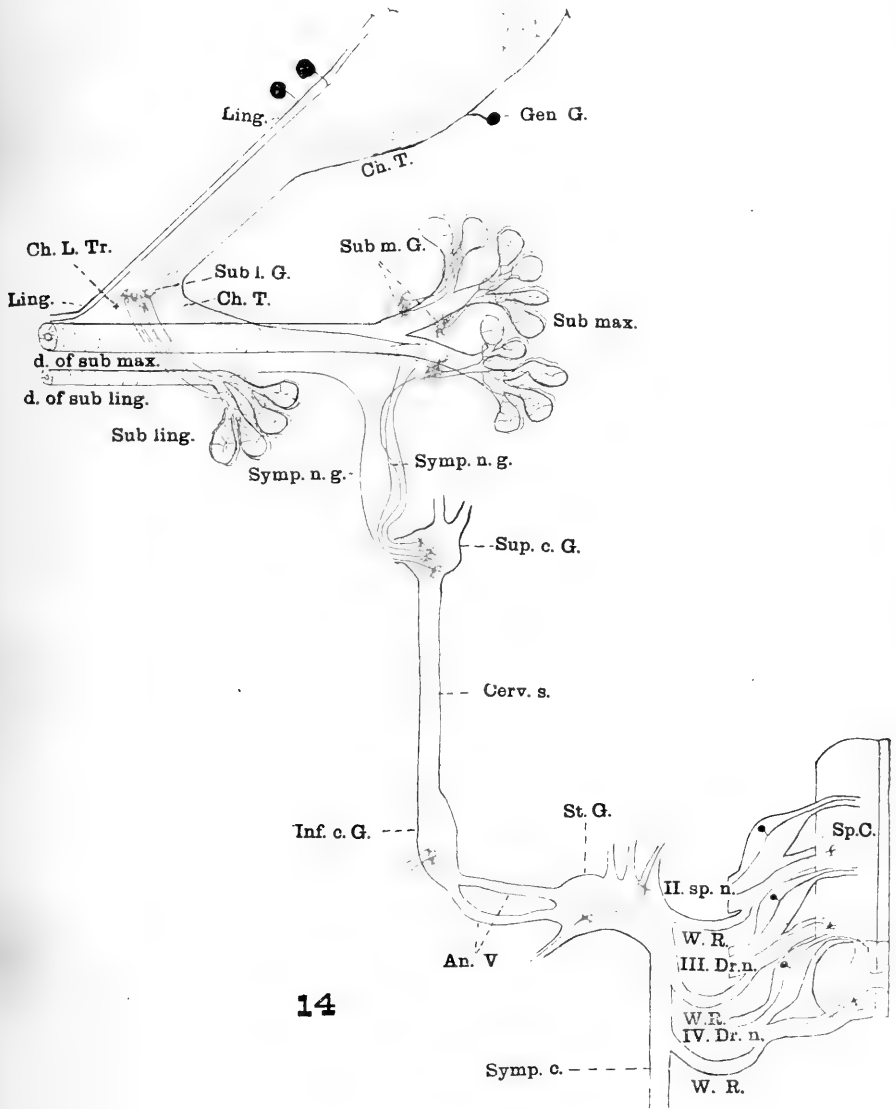 Ling.
Gen G.
Ch. T.
Ch. L. Tr.
Sub m. G.
Sub l. G.
Ling.
Ch. T.
Sub max.
d. of sub max.
d. of sub ling.
Sub ling.
Symp. n. g.
Symp. n. g.
Sup. c. G.
Cerv. s.
St. G.
Inf. c. G.
Sp.C.
II. sp. n.
W. R.
An. V
III. Dr.n.
14
W.R.
IV. Dr. n.
Symp. c.
W. R.